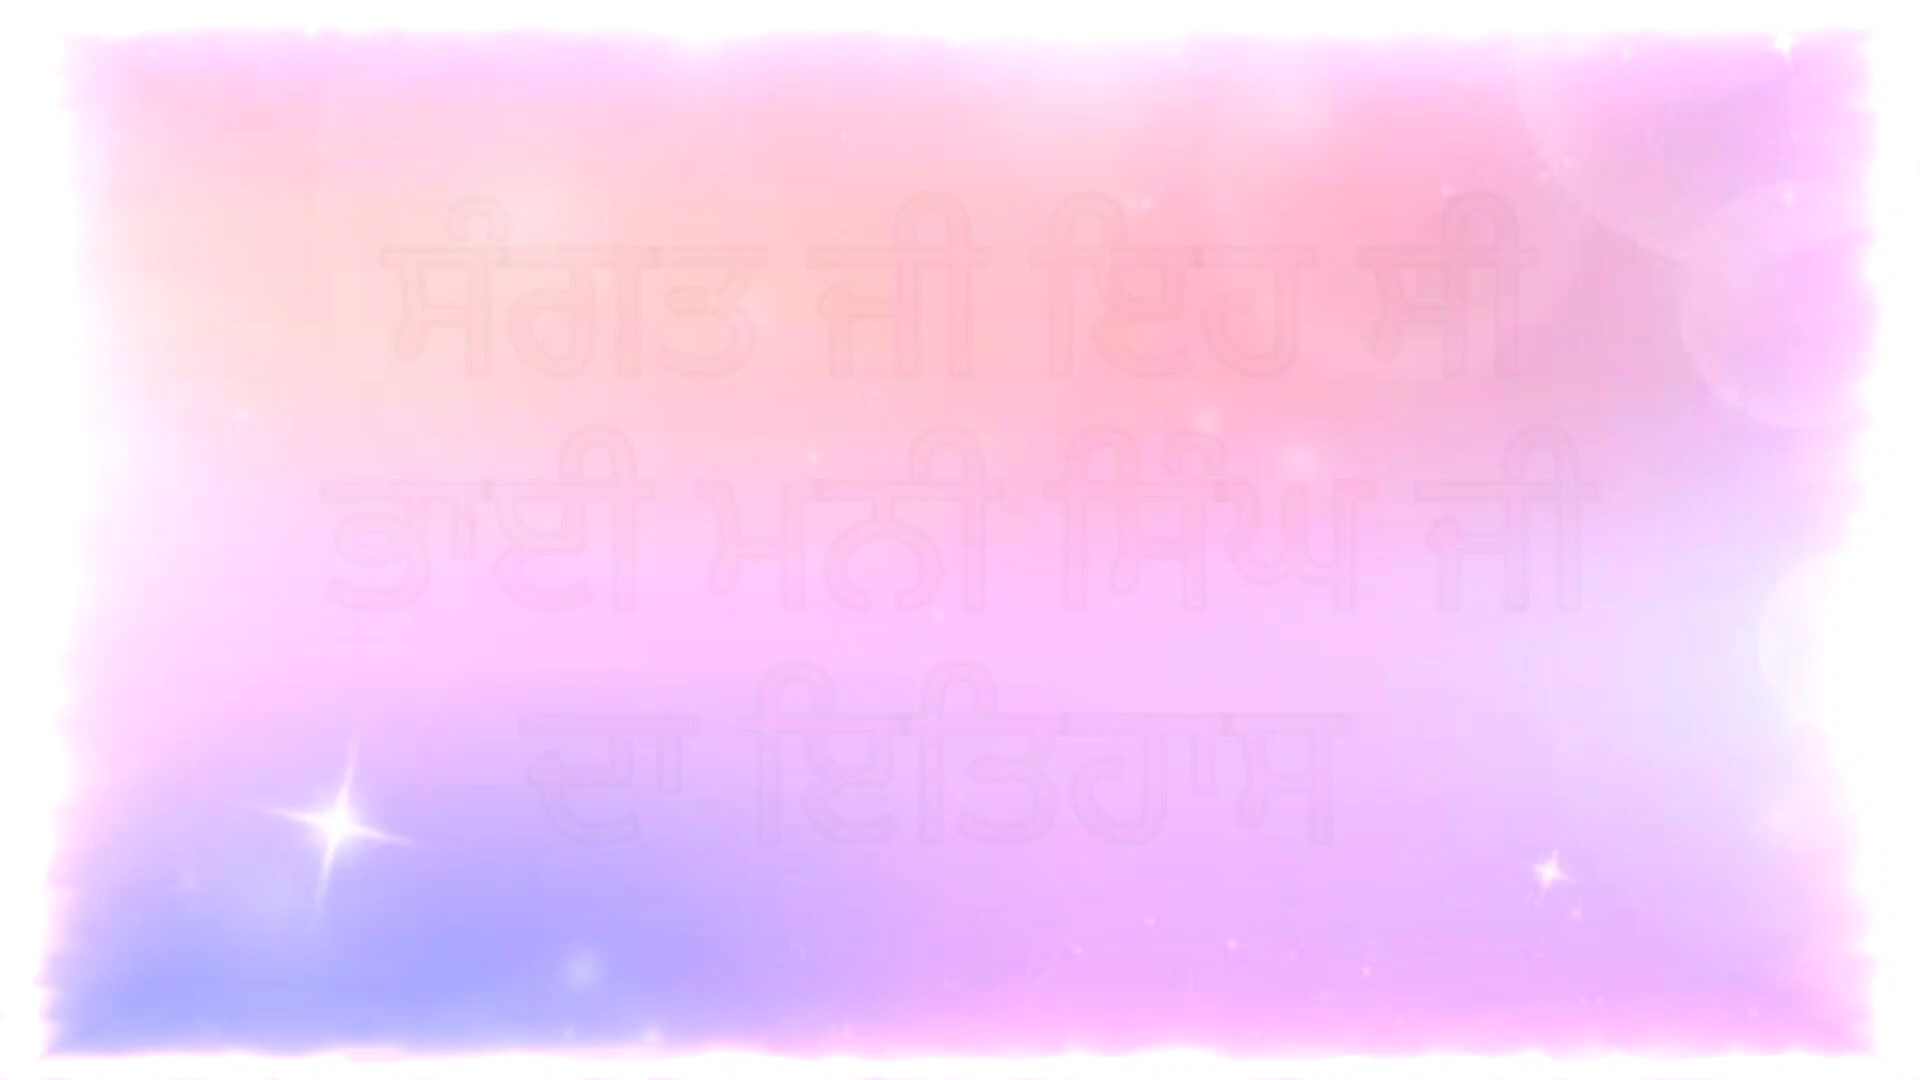 ਸੰਗਤ ਜੀ ਇਹ ਸੀ
ਭਾਈ ਮਨੀ ਸਿੰਘ ਜੀ
ਦਾ ਇਤਿਹਾਸ